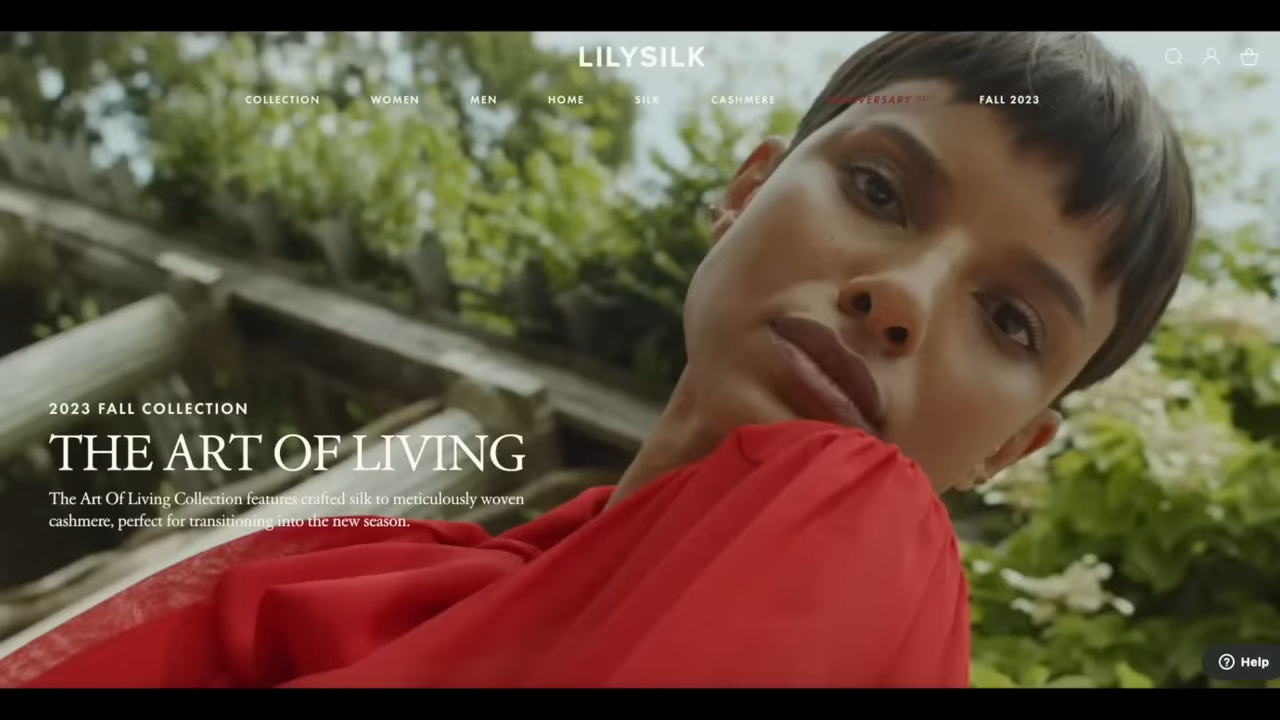 LILYSILK
COLLECTION WOMEN MEN HOME SILK CASHMERE FALL 2023
2023 FALL COLLECTION
THE ART OF LIVING
The Art Of Living Collection features crafted silk to meticulously woven
cashmere, perfect for transitioning into the new season.
Help